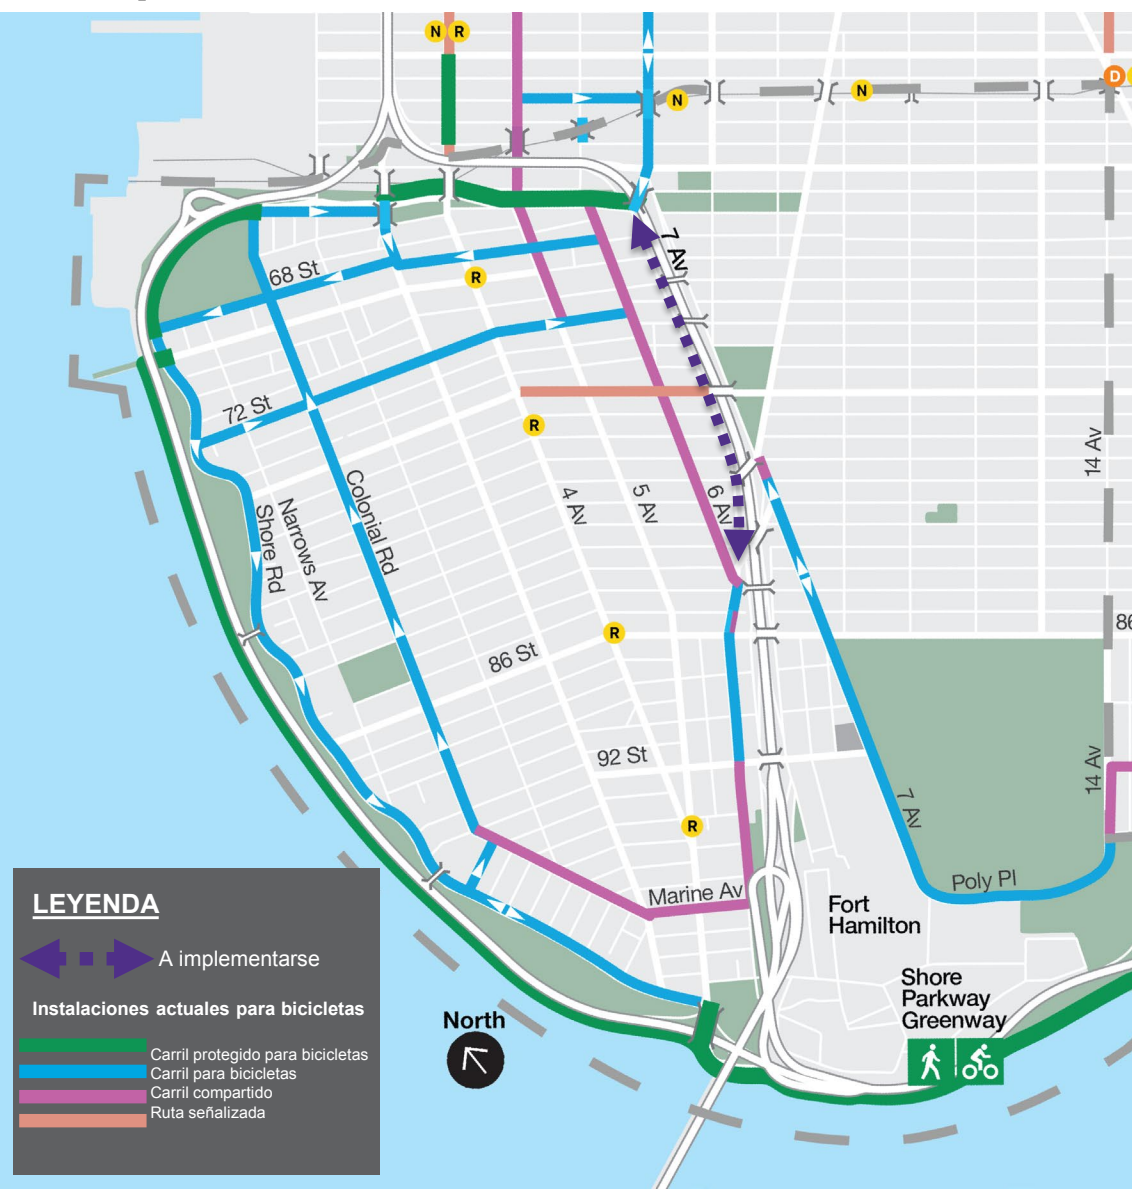 N R
D
N
N
7 Av
68 St
R
72 St
R
14 Av
Colonial Rd
4 Av
5 Av
6 Av
Narrows Av
Shore Rd
86
R
86 St
92 St
14 Av
7 Av
R
Poly Pl
Marine Av
Fort
Hamilton
Shore
Parkway
Greenway
North
LEYENDA
A implementarse
Instalaciones actuales para bicicletas
Carril protegido para bicicletas
Carril para bicicletas
Carril compartido
Ruta señalizada